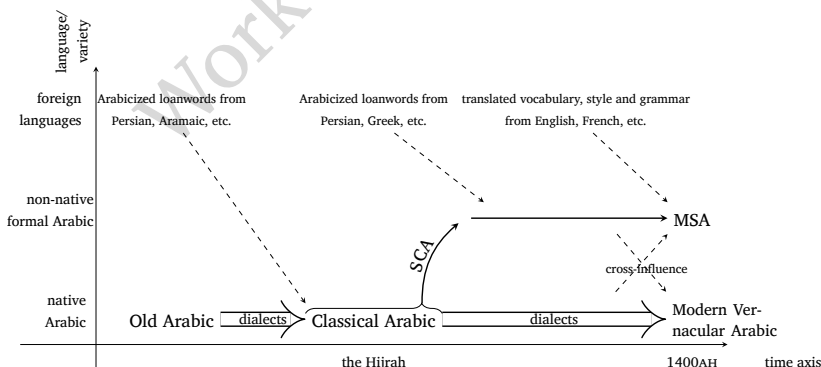 language/
variety
Work
foreign
languages
Arabicized loanwords from
Persian, Aramaic, etc.
Arabicized loanwords from
Persian, Greek, etc.
translated vocabulary, style and grammar
from English, French, etc.
non-native
formal Arabic
MSA
SCA
cross-influence
native
Arabic
Old Arabic
dialects
Classical Arabic
dialects
Modern Ver-
nacular Arabic
the Hijrah
1400AH
time axis